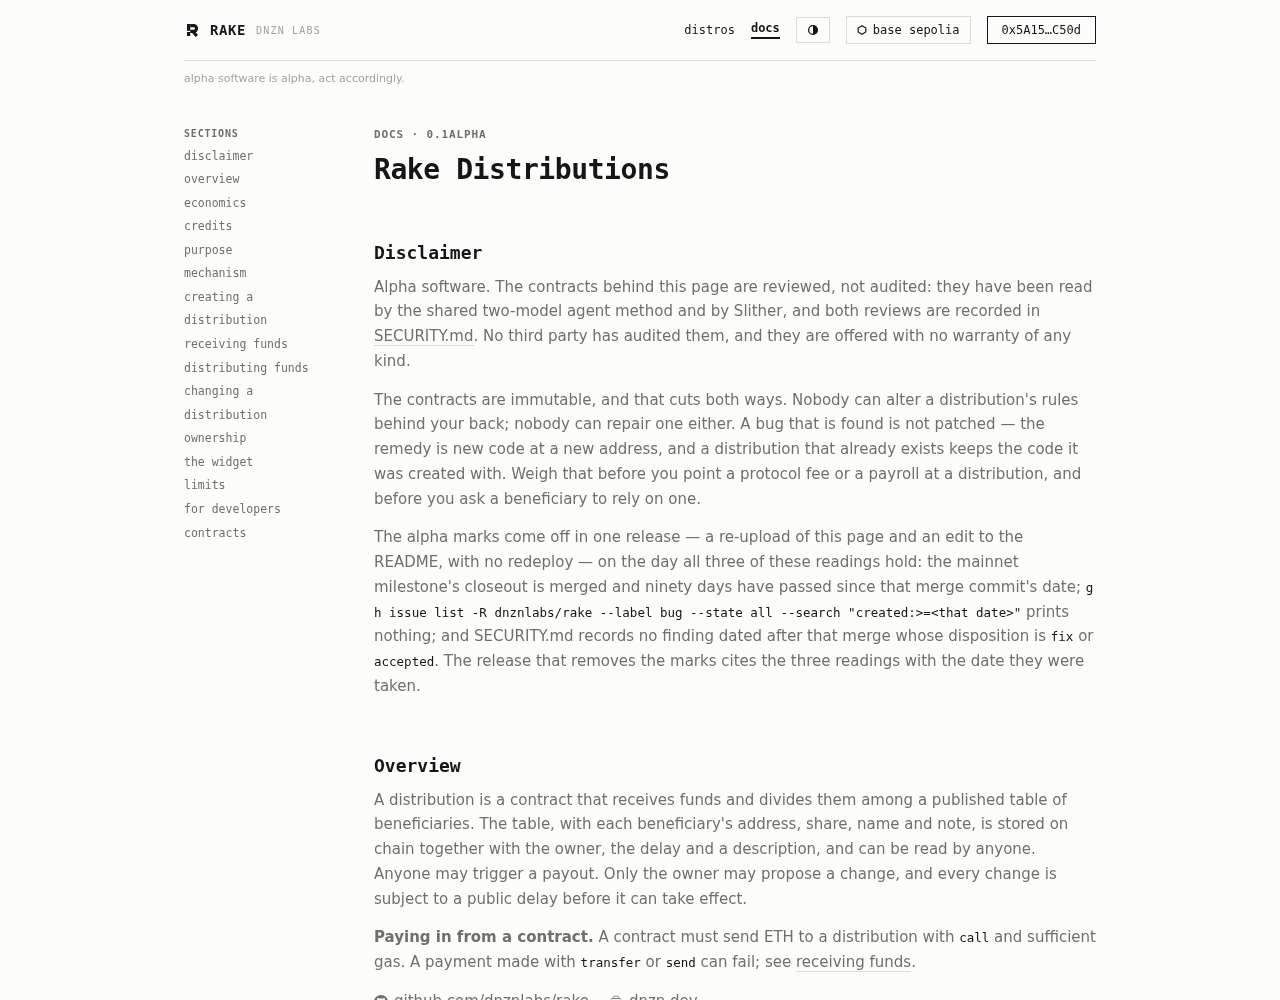 RAKE DNZN LABS
distros docs base sepolia 0x5A15…C50d
alpha software is alpha, act accordingly.
SECTIONS
disclaimer
overview
economics
credits
purpose
mechanism
creating a
distribution
receiving funds
distributing funds
changing a
distribution
ownership
the widget
limits
for developers
contracts
DOCS · 0.1ALPHA
Rake Distributions
Disclaimer
Alpha software. The contracts behind this page are reviewed, not audited: they have been read
by the shared two-model agent method and by Slither, and both reviews are recorded in
SECURITY.md. No third party has audited them, and they are offered with no warranty of any
kind.
The contracts are immutable, and that cuts both ways. Nobody can alter a distribution's rules
behind your back; nobody can repair one either. A bug that is found is not patched — the
remedy is new code at a new address, and a distribution that already exists keeps the code it
was created with. Weigh that before you point a protocol fee or a payroll at a distribution, and
before you ask a beneficiary to rely on one.
The alpha marks come off in one release — a re-upload of this page and an edit to the
README, with no redeploy — on the day all three of these readings hold: the mainnet
milestone's closeout is merged and ninety days have passed since that merge commit's date; g
h issue list -R dnznlabs/rake --label bug --state all --search "created:>=<that date>" prints
nothing; and SECURITY.md records no finding dated after that merge whose disposition is fix or
accepted. The release that removes the marks cites the three readings with the date they were
taken.
Overview
A distribution is a contract that receives funds and divides them among a published table of
beneficiaries. The table, with each beneficiary's address, share, name and note, is stored on
chain together with the owner, the delay and a description, and can be read by anyone.
Anyone may trigger a payout. Only the owner may propose a change, and every change is
subject to a public delay before it can take effect.
Paying in from a contract. A contract must send ETH to a distribution with call and sufficient
gas. A payment made with transfer or send can fail; see receiving funds.
github.com/dnznlabs/rake dnzn.dev